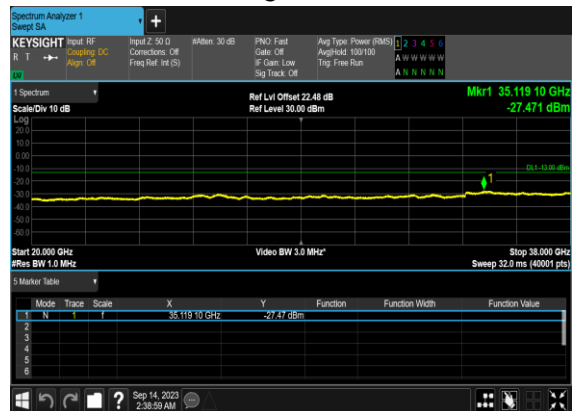 Spectrum Analyzer 1
Swept SA
KEYSIGHT Input: RF Input Z: 50 Ω #Atten: 30 dB PNO: Fast Avg Type: Power (RMS) 1 2 3 4 5 6
R T Coupling: DC Corrections: Off Gate: Off Avg|Hold: 100/100 A W W W W W
Align: Off Freq Ref: Int (S) IF Gain: Low Trig: Free Run
Sig Track: Off A N N N N N
1 Spectrum Ref Lvl Offset 22.48 dB Mkr1 35.119 10 GHz
Scale/Div 10 dB Ref Level 30.00 dBm -27.471 dBm
Log
20.0
10.0
0.00
-10.0
DL1 -13.00 dBm
1
-20.0
-30.0
-40.0
-50.0
-60.0
Start 20.000 GHz Video BW 3.0 MHz* Stop 38.000 GHz
#Res BW 1.0 MHz Sweep 32.0 ms (40001 pts)
5 Marker Table
Mode Trace Scale X Y Function Function Width Function Value
1 N 1 f 35.119 10 GHz -27.47 dBm
2
3
4
5
6
? Sep 14, 2023
2:38:59 AM